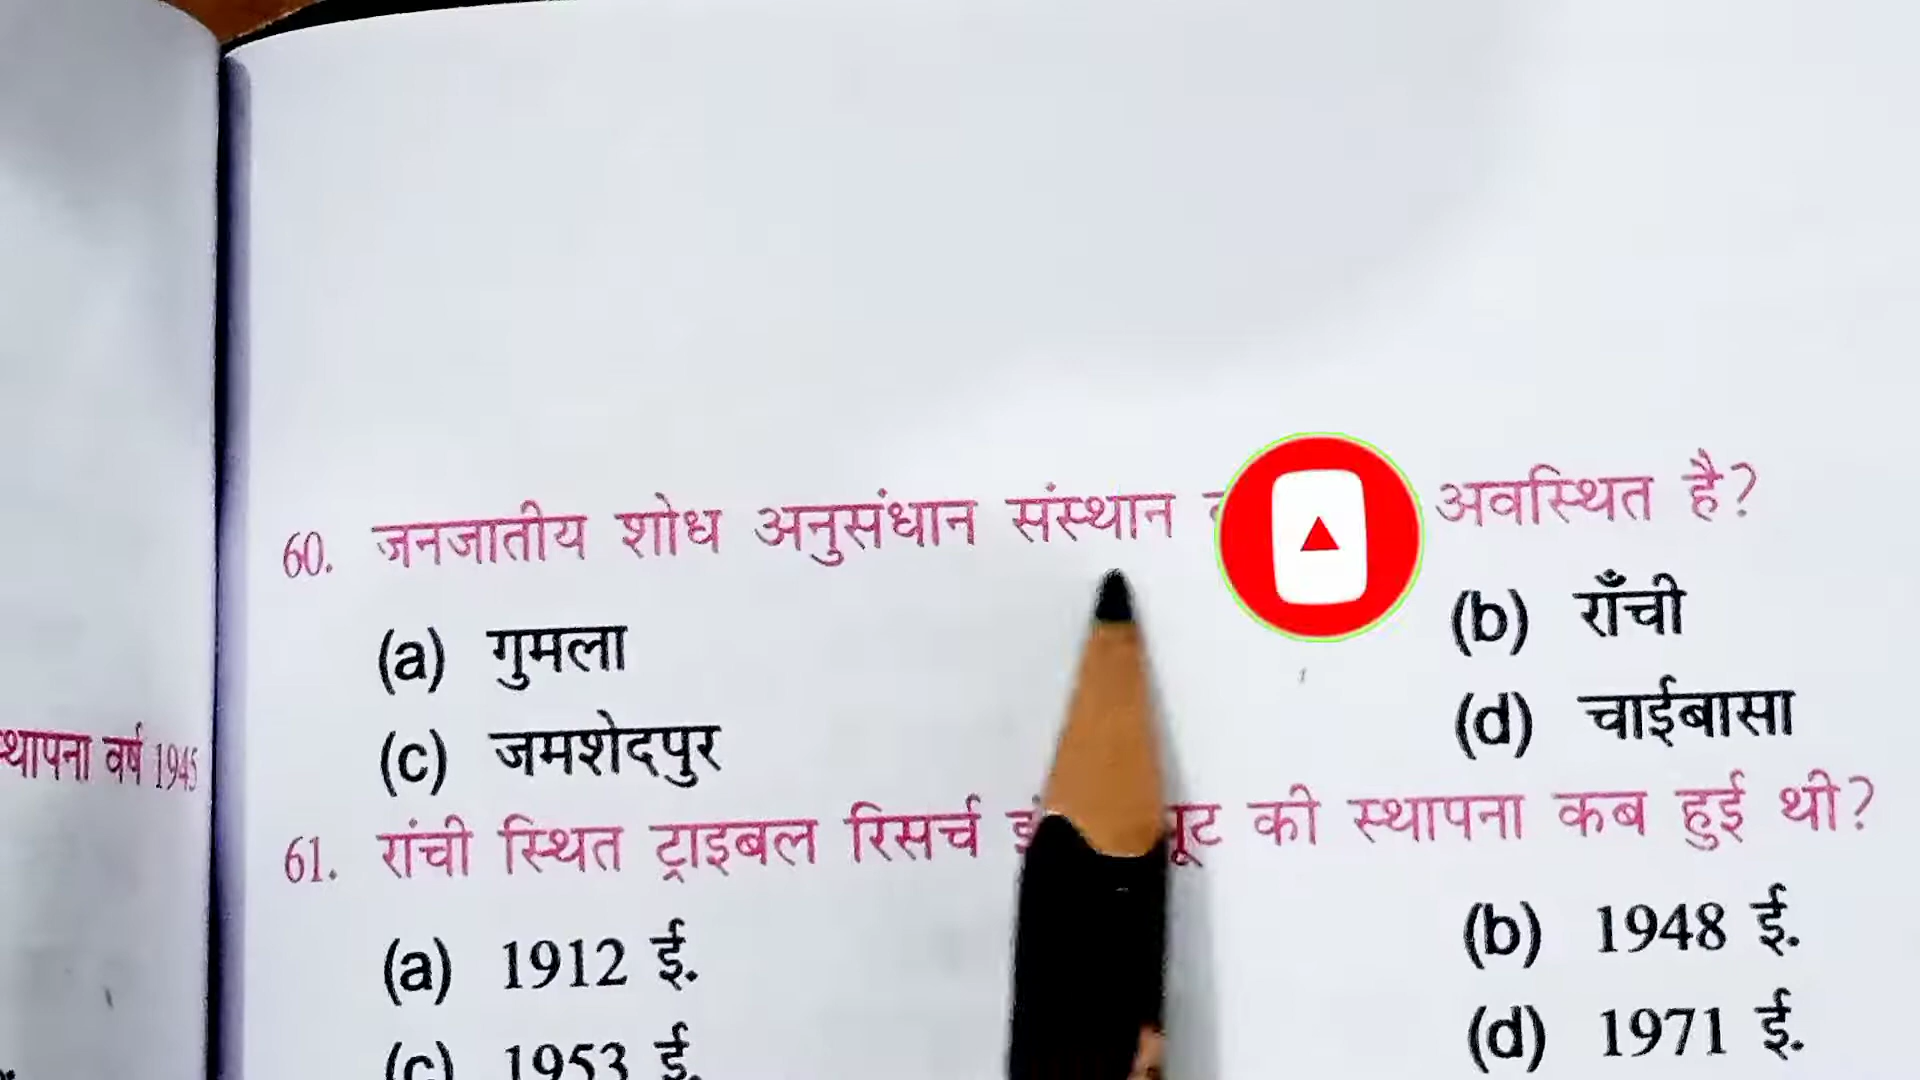 60. जनजातीय शोध अनुसंधान संस्थान अवस्थित है?
(a) गुमला (b) राँची
(c) जमशेदपुर (d) चाईबासा
थापना वर्ष 1945
61. रांची स्थित ट्राइबल रिसर्च की स्थापना कब हुई थी?
(a) 1912 ई. (b) 1948 ई.
(c) 1953 ई. (d) 1971 ई.